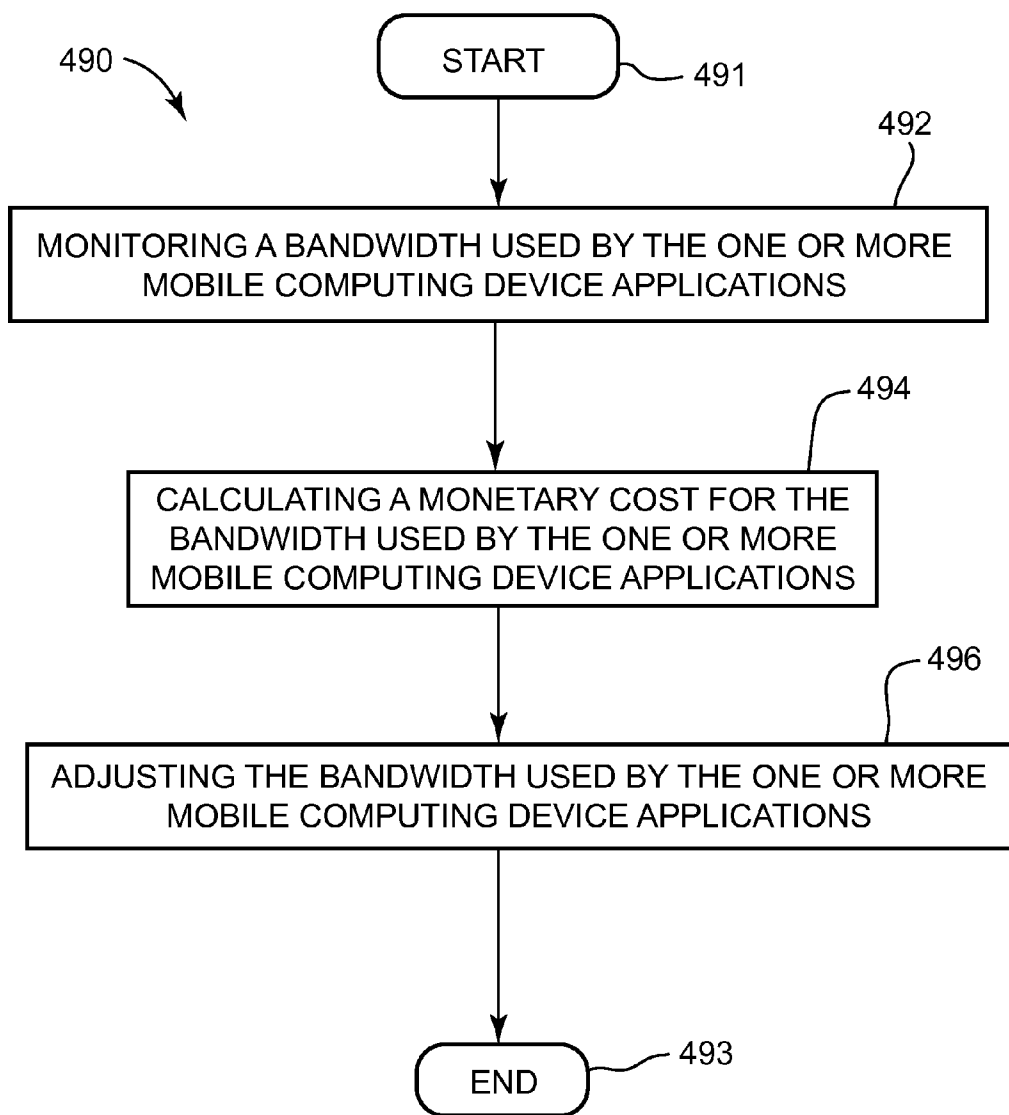 490
START
491
492
MONITORING A BANDWIDTH USED BY THE ONE OR MORE
MOBILE COMPUTING DEVICE APPLICATIONS
494
CALCULATING A MONETARY COST FOR THE
BANDWIDTH USED BY THE ONE OR MORE
MOBILE COMPUTING DEVICE APPLICATIONS
496
ADJUSTING THE BANDWIDTH USED BY THE ONE OR MORE
MOBILE COMPUTING DEVICE APPLICATIONS
END
493